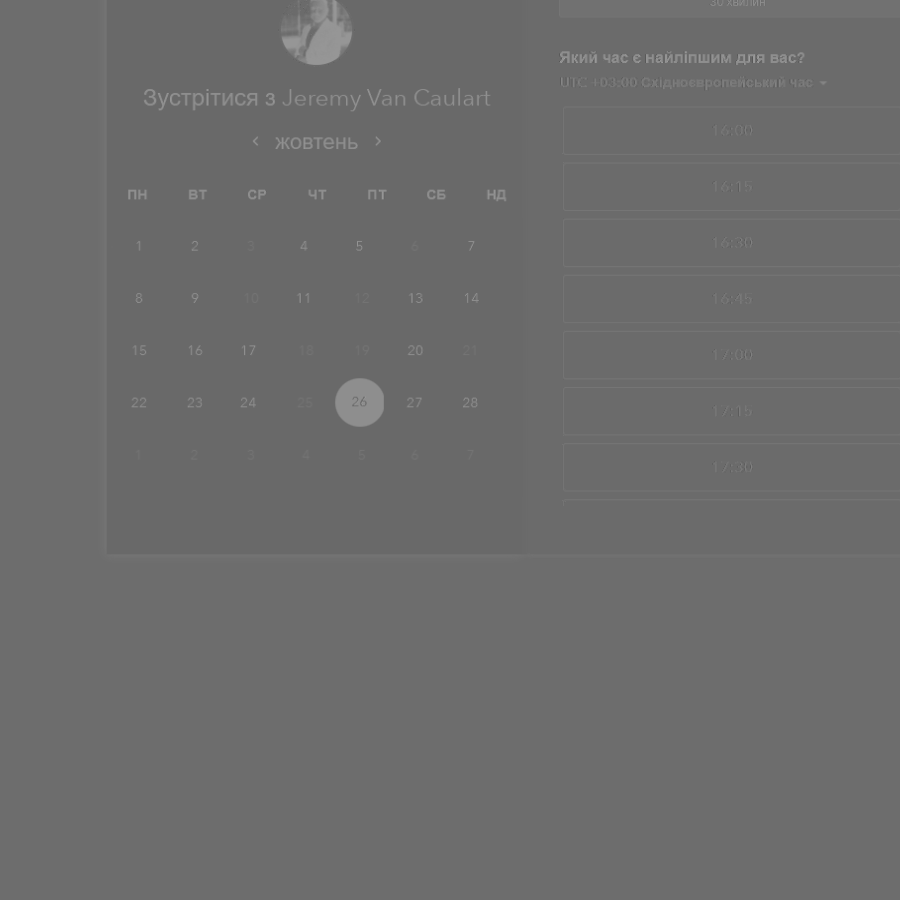 30 хвилин
Який час є найліпшим для вас?
UTC +03:00 Східноєвропейський час
Зустрітися з Jeremy Van Caulart
жовтень
ПН ВТ СР ЧТ ПТ СБ НД
1 2 3 4 5 6 7
8 9 10 11 12 13 14
15 16 17 18 19 20 21
22 23 24 25 26 27 28
1 2 3 4 5 6 7
16:00
16:15
16:30
16:45
17:00
17:15
17:30